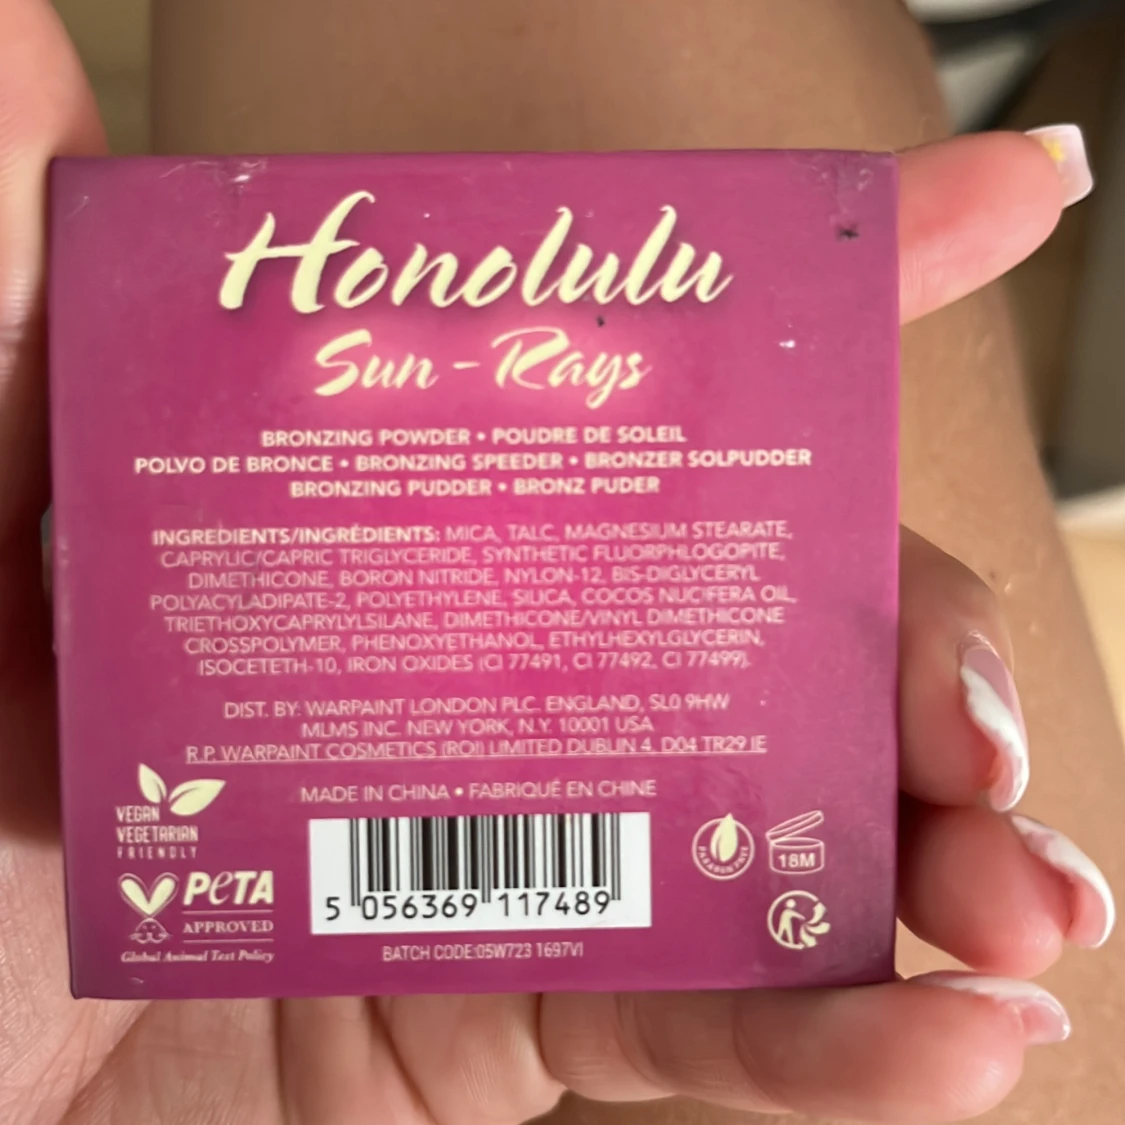 Honolulu
Sun-Rays
BRONZING POWDER • POUDRE DE SOLEIL
POLVO DE BRONCE • BRONZING SPEEDER • BRONZER SOLPUDDER
BRONZING PUDDER • BRONZ PUDER
INGREDIENTS/INGRÉDIENTS: MICA, TALC, MAGNESIUM STEARATE,
CAPRYLIC/CAPRIC TRIGLYCERIDE, SYNTHETIC FLUORPHLOGOPITE,
DIMETHICONE, BORON NITRIDE, NYLON-12, BIS-DIGLYCERYL
POLYACYLADIPATE-2, POLYETHYLENE, SILICA, COCOS NUCIFERA OIL,
TRIETHOXYCAPRYLYLSILANE, DIMETHICONE/VINYL DIMETHICONE
CROSSPOLYMER, PHENOXYETHANOL, ETHYLHEXYLGLYCERIN,
ISOCETETH-10, IRON OXIDES (CI 77491, CI 77492, CI 77499).
DIST. BY: WARPAINT LONDON PLC. ENGLAND, SL0 9HW
MLMS INC. NEW YORK, N.Y. 10001 USA
R.P. WARPAINT COSMETICS (ROI) LIMITED DUBLIN 4, D04 TR29 IE
MADE IN CHINA • FABRIQUÉ EN CHINE
VEGAN
VEGETARIAN
FRIENDLY
PETA
APPROVED
Global Animal Test Policy
5 056369 117489
BATCH CODE:05W723 1697VI
PARABEN FREE
18M